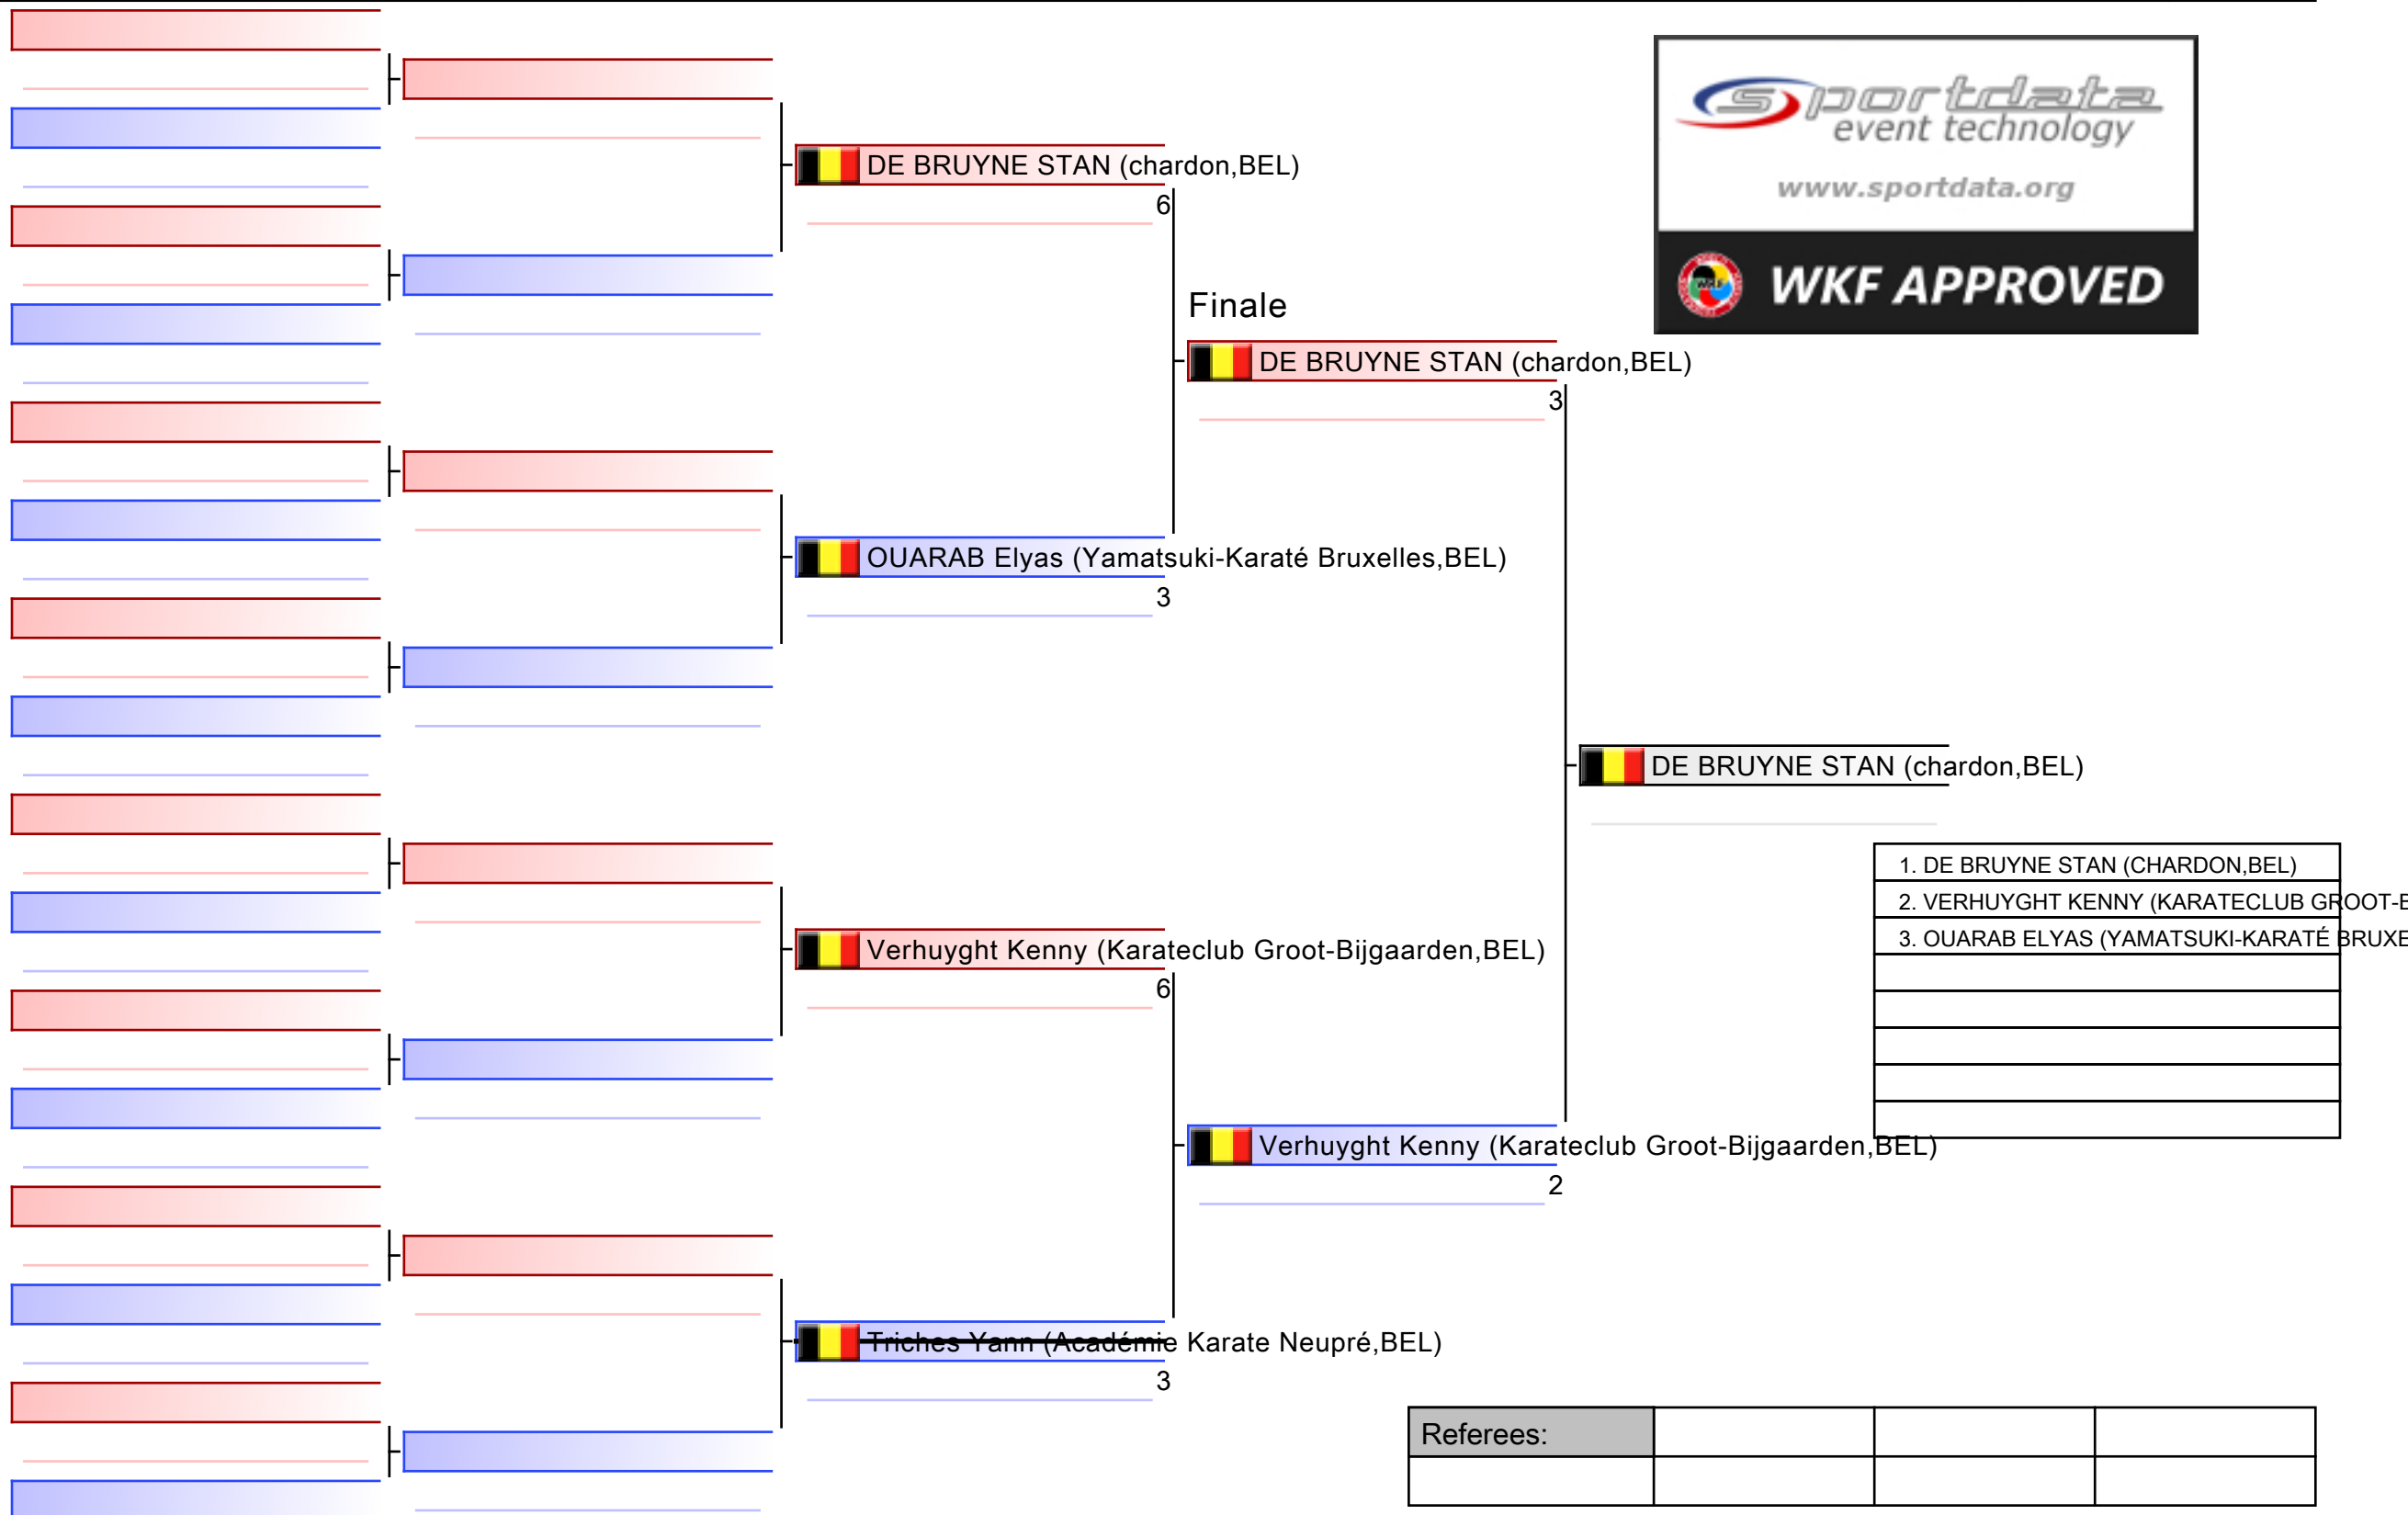 sportdata
event technology
www.sportdata.org
WKF APPROVED
DE BRUYNE STAN (chardon,BEL)
6
Finale
DE BRUYNE STAN (chardon,BEL)
3
OUARAB Elyas (Yamatsuki-Karaté Bruxelles,BEL)
3
DE BRUYNE STAN (chardon,BEL)
1. DE BRUYNE STAN (CHARDON,BEL)
2. VERHUYGHT KENNY (KARATECLUB GROOT-B
3. OUARAB ELYAS (YAMATSUKI-KARATÉ BRUXE
Verhuyght Kenny (Karateclub Groot-Bijgaarden,BEL)
6
Verhuyght Kenny (Karateclub Groot-Bijgaarden,BEL)
2
Triches Yann (Académie Karate Neupré,BEL)
3
Referees: